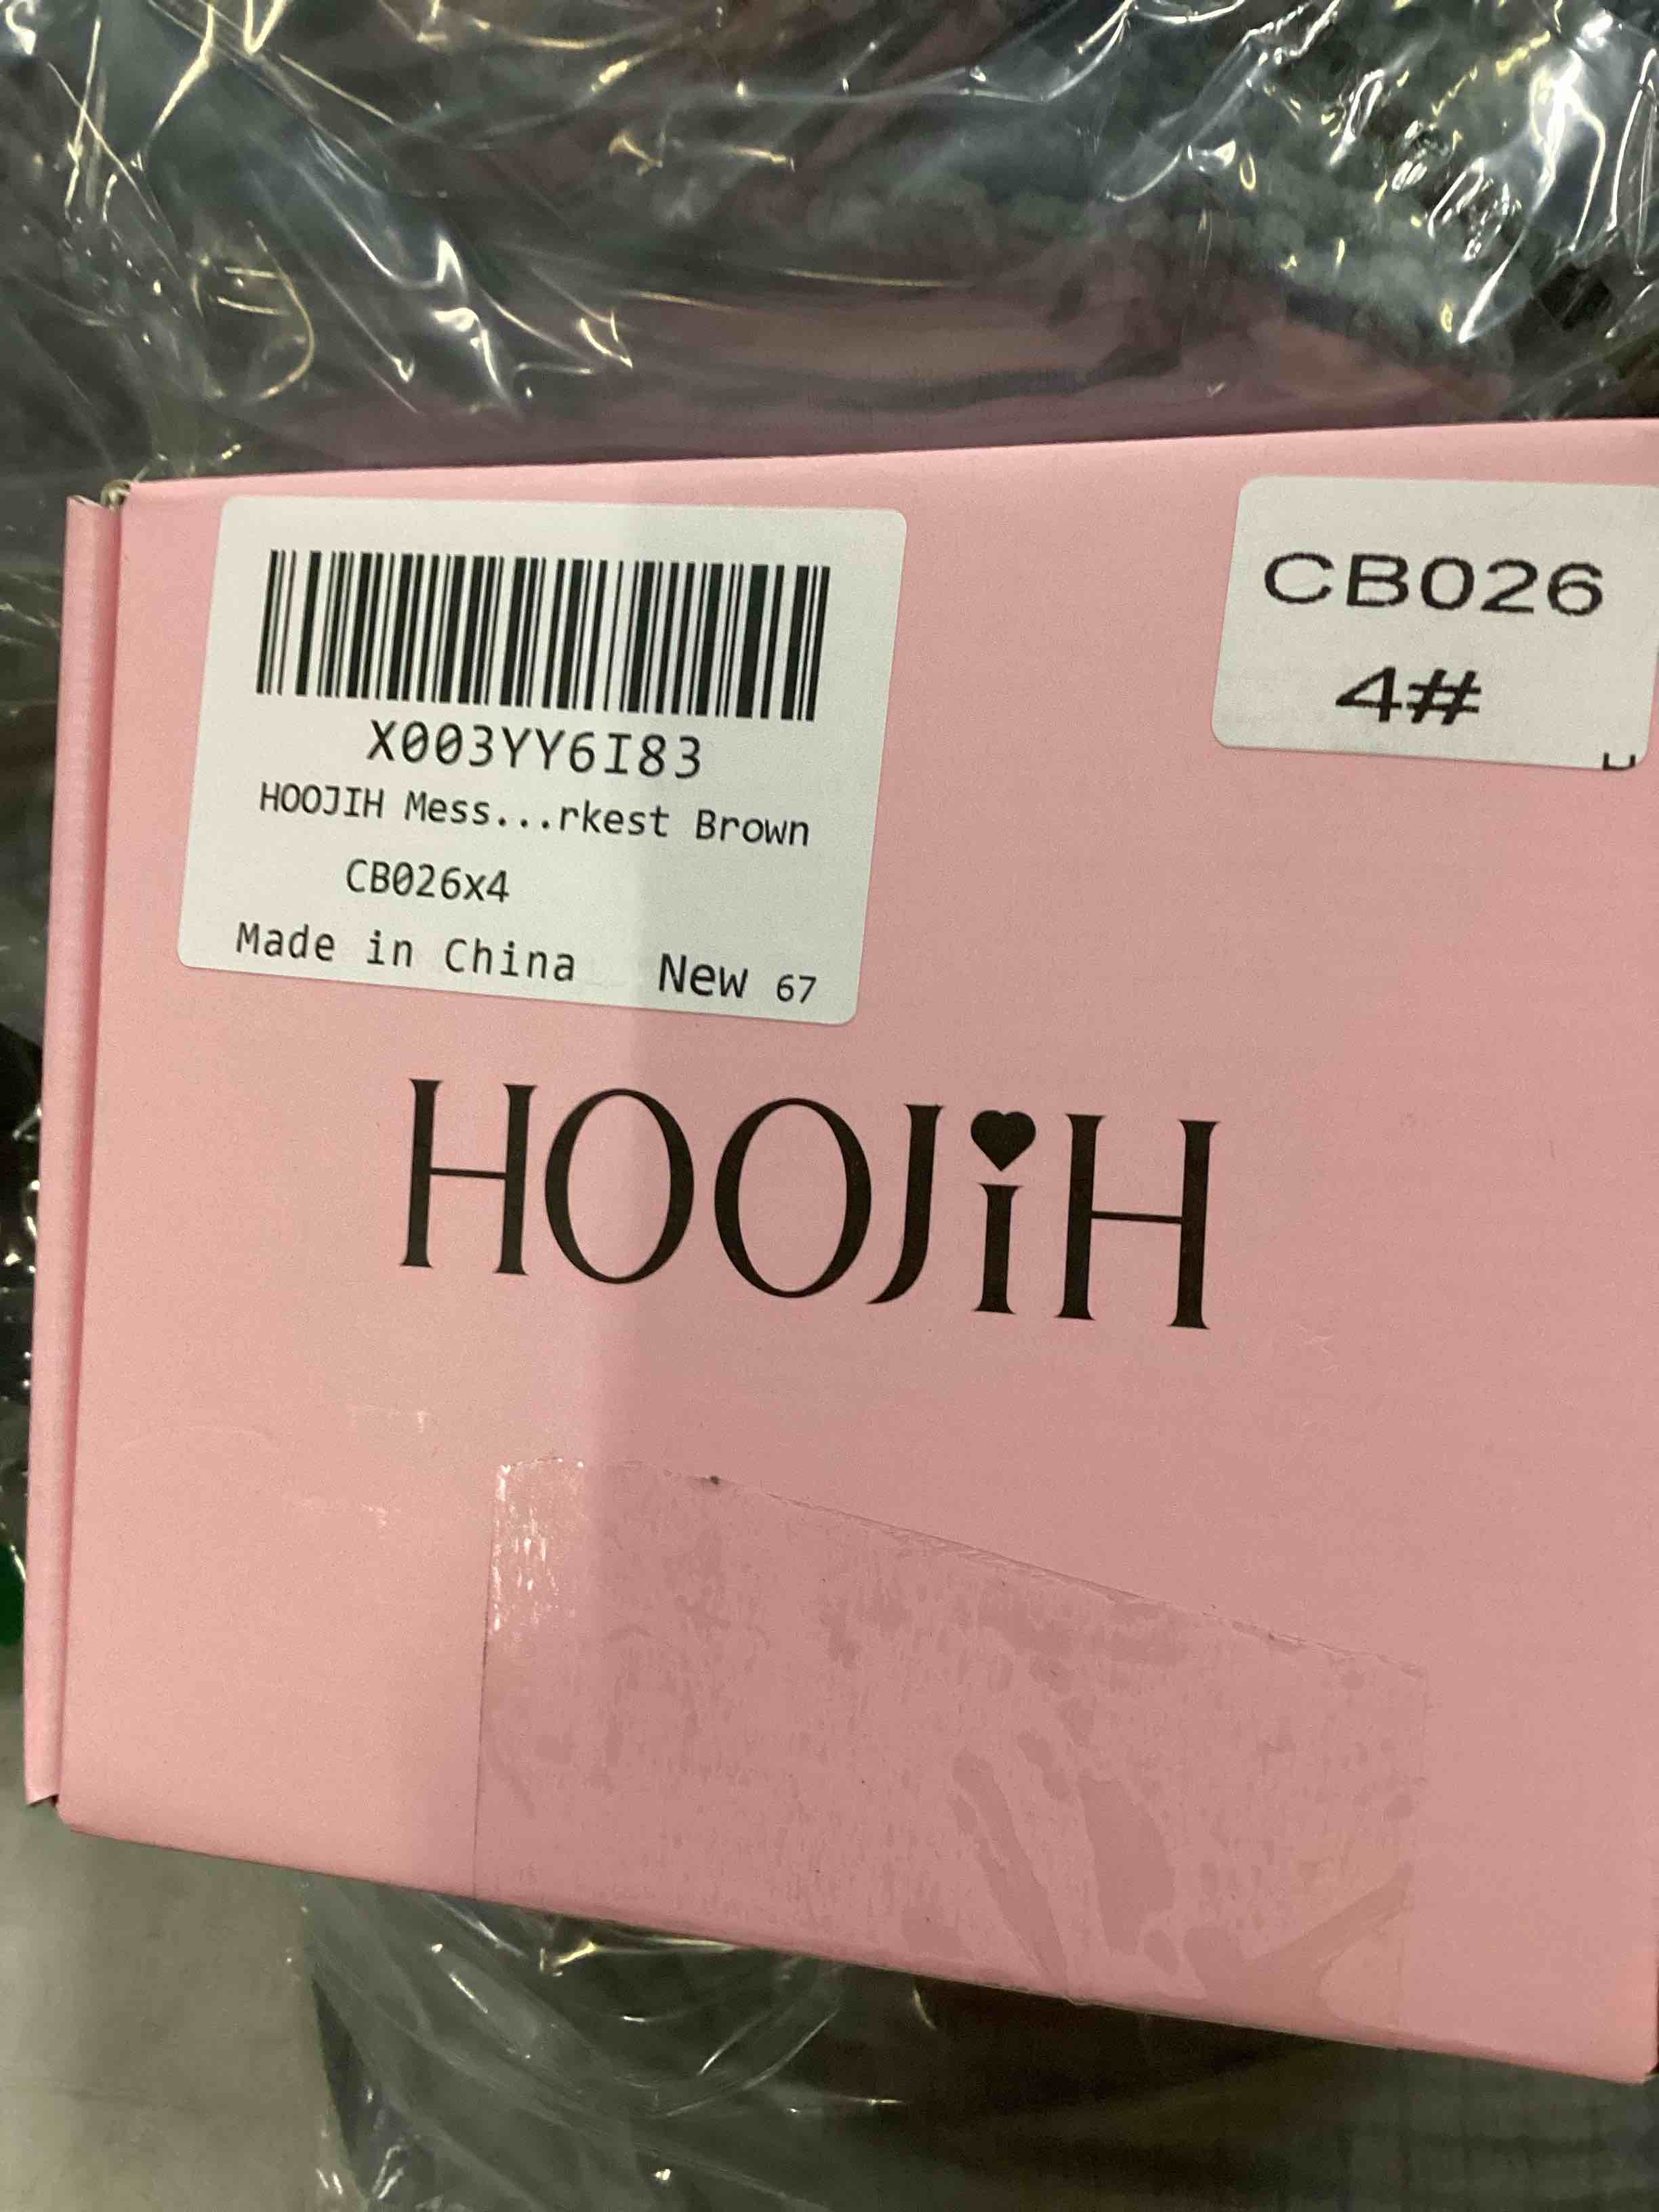 X003YY6I83
HOOJIH Mess...rkest Brown
CB026x4
Made in China New 67
CB026
4#
HOOJiH